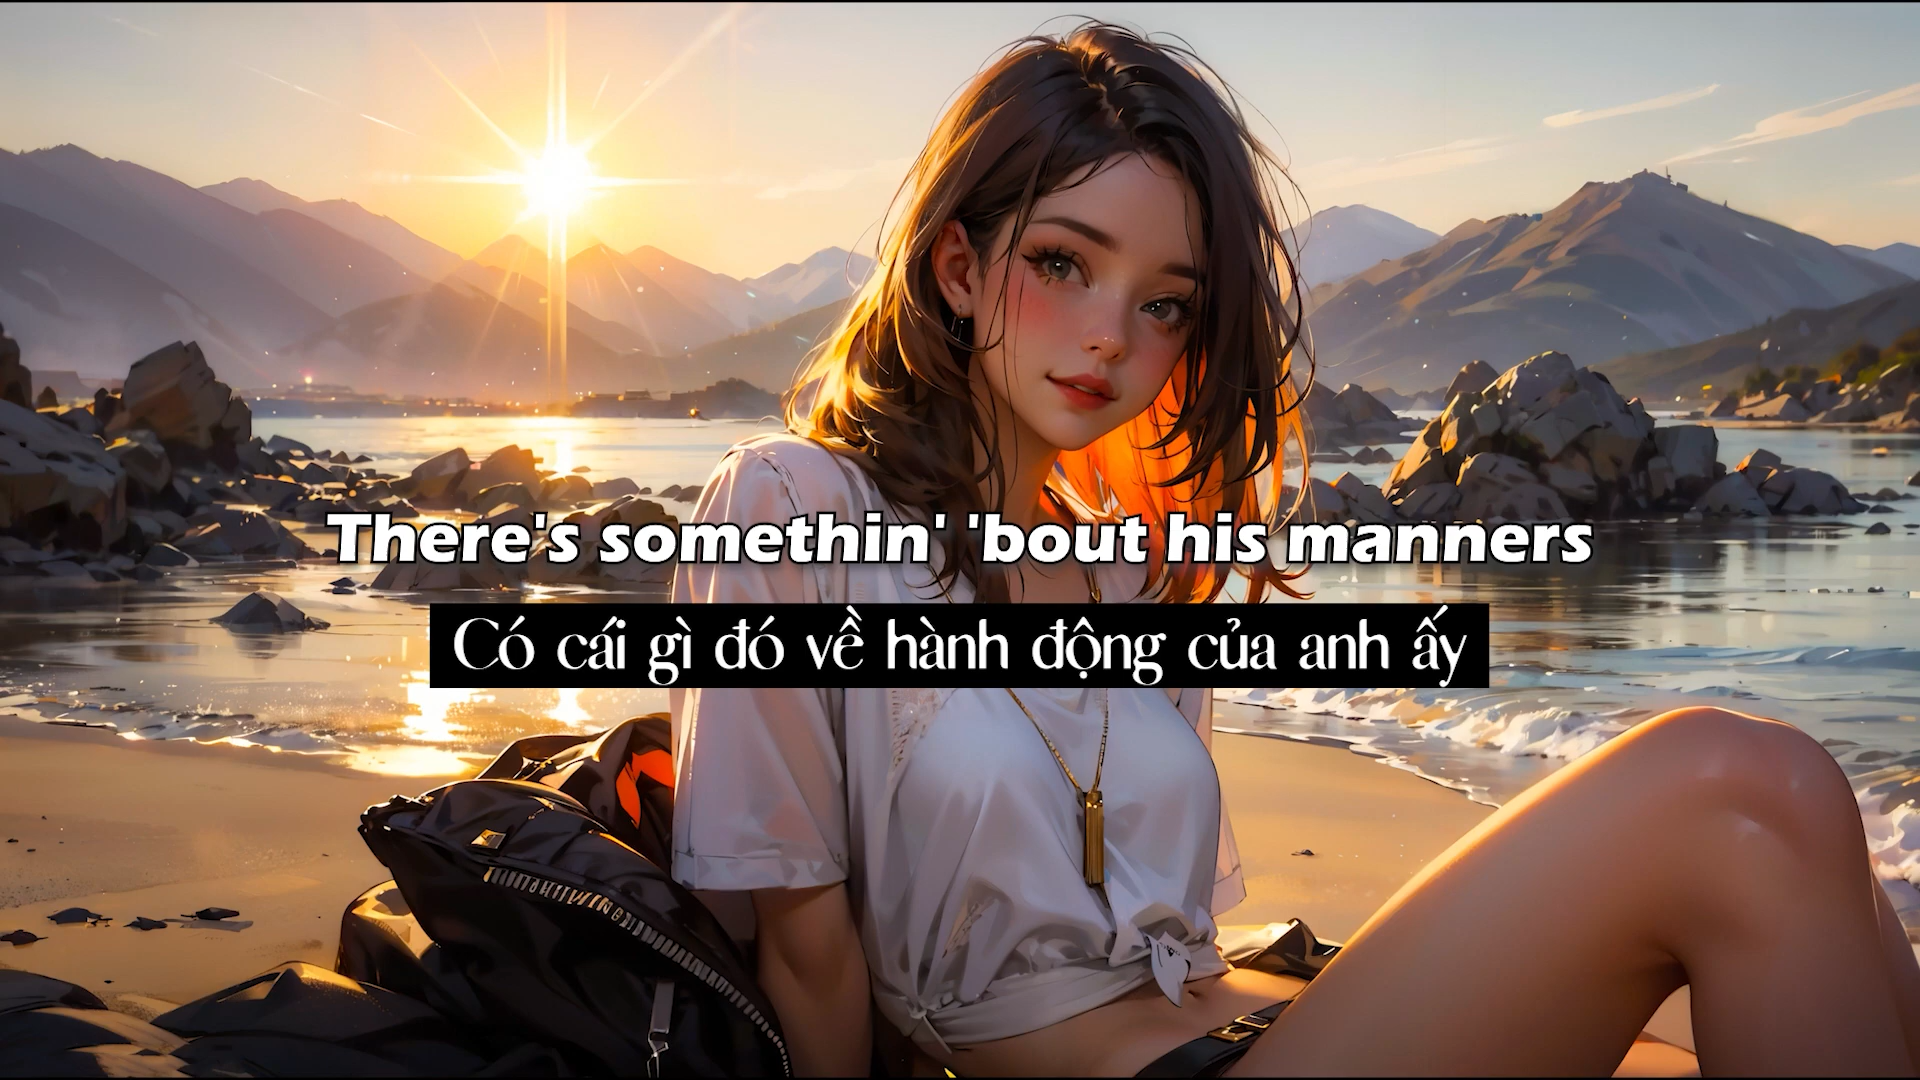 There's somethin' 'bout his manners
Có cái gì đó về hành động của anh ấy